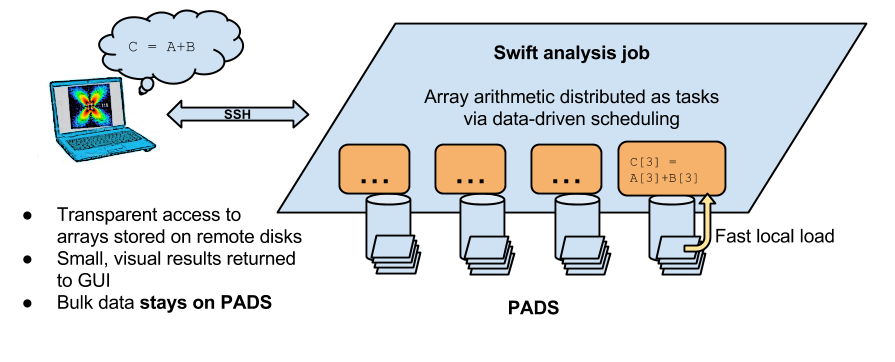 C = A+B
Swift analysis job
SSH
Array arithmetic distributed as tasks
via data-driven scheduling
...
...
...
C[3] =
A[3]+B[3]
● Transparent access to
arrays stored on remote disks
● Small, visual results returned
to GUI
● Bulk data stays on PADS
Fast local load
PADS